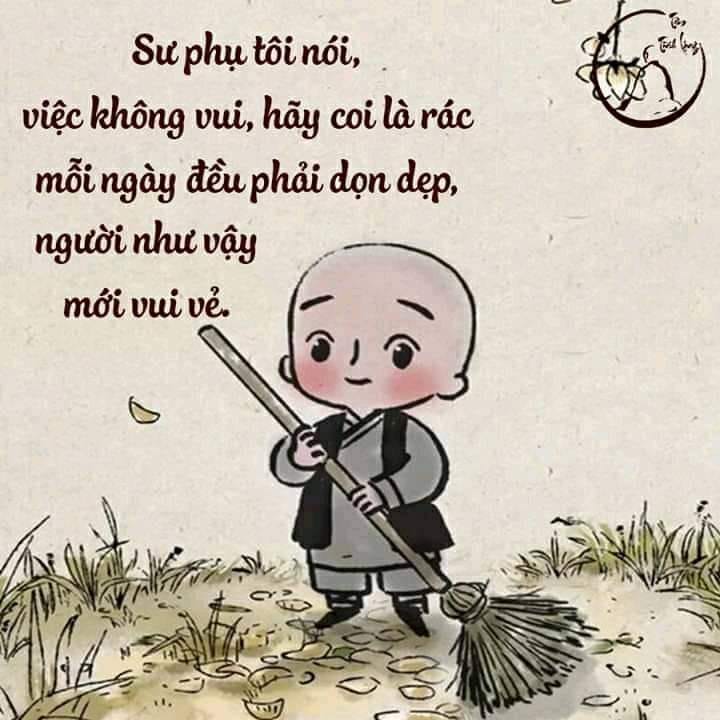 Sư phụ tôi nói,
việc không vui, hãy coi là rác
mỗi ngày đều phải dọn dẹp,
người như vậy
mới vui vẻ.